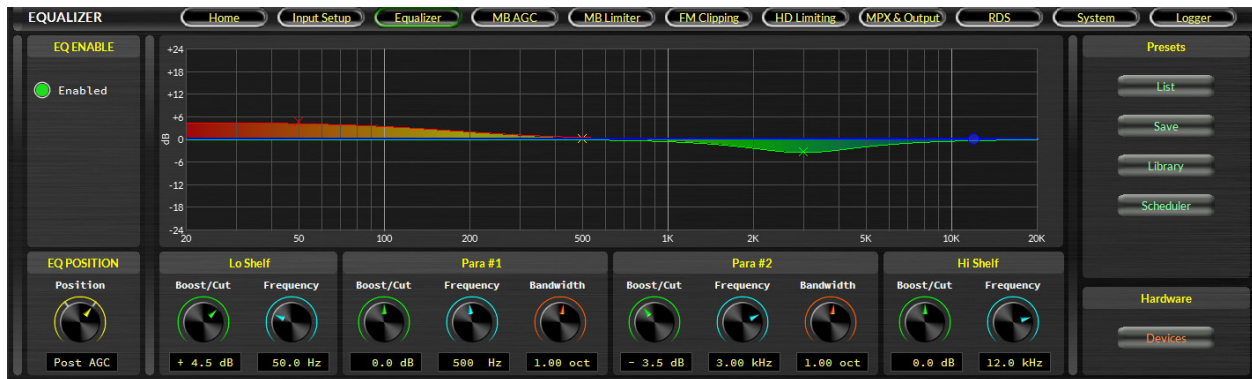 EQUALIZER Home Input Setup Equalizer MB AGC MB Limiter FM Clipping HD Limiting MPX & Output RDS System Logger
EQ ENABLE
Enabled
+24
+18
+12
+6
0
-6
-12
-18
-24
dB
20 50 100 200 500 1K 2K 5K 10K 20K
Presets
List
Save
Library
Scheduler
EQ POSITION
Position
Post AGC
Lo Shelf
Boost/Cut Frequency
+ 4.5 dB 50.0 Hz
Para #1
Boost/Cut Frequency Bandwidth
0.0 dB 500 Hz 1.00 oct
Para #2
Boost/Cut Frequency Bandwidth
- 3.5 dB 3.00 kHz 1.00 oct
Hi Shelf
Boost/Cut Frequency
0.0 dB 12.0 kHz
Hardware
Devices